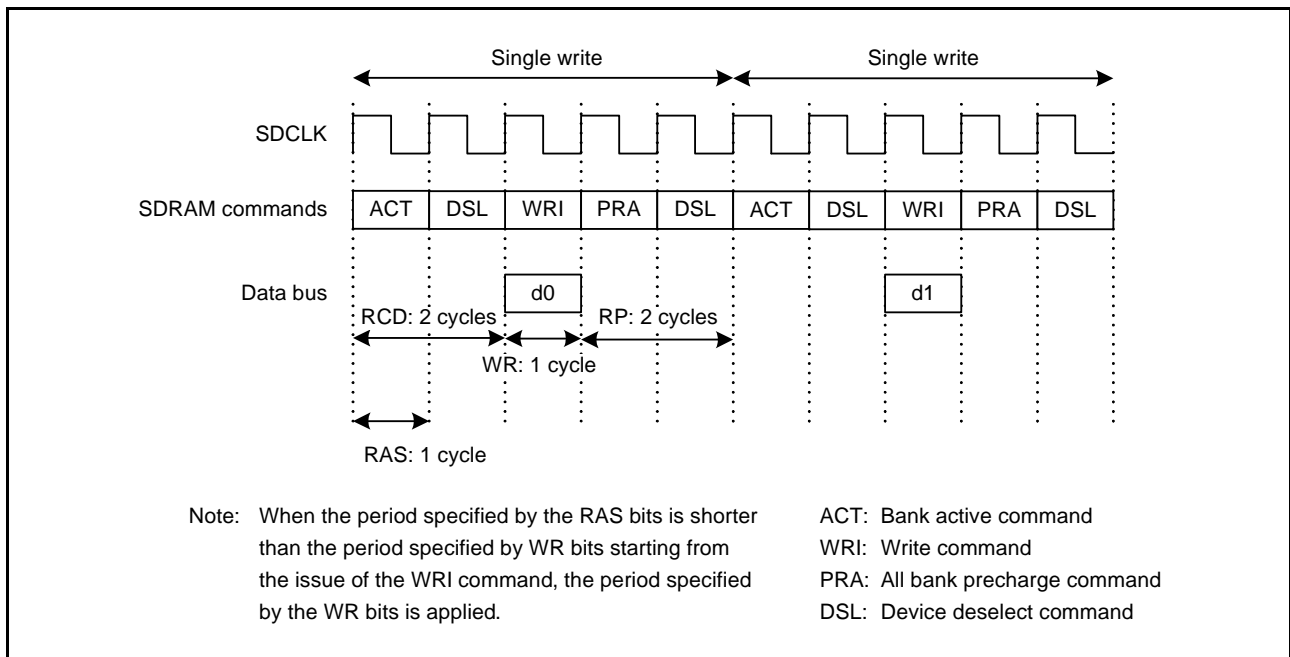 Single write Single write
SDCLK
SDRAM commands ACT DSL WRI PRA DSL ACT DSL WRI PRA DSL
Data bus d0 d1
RCD: 2 cycles RP: 2 cycles
WR: 1 cycle
RAS: 1 cycle
Note: When the period specified by the RAS bits is shorter
than the period specified by WR bits starting from
the issue of the WRI command, the period specified
by the WR bits is applied.
ACT: Bank active command
WRI: Write command
PRA: All bank precharge command
DSL: Device deselect command